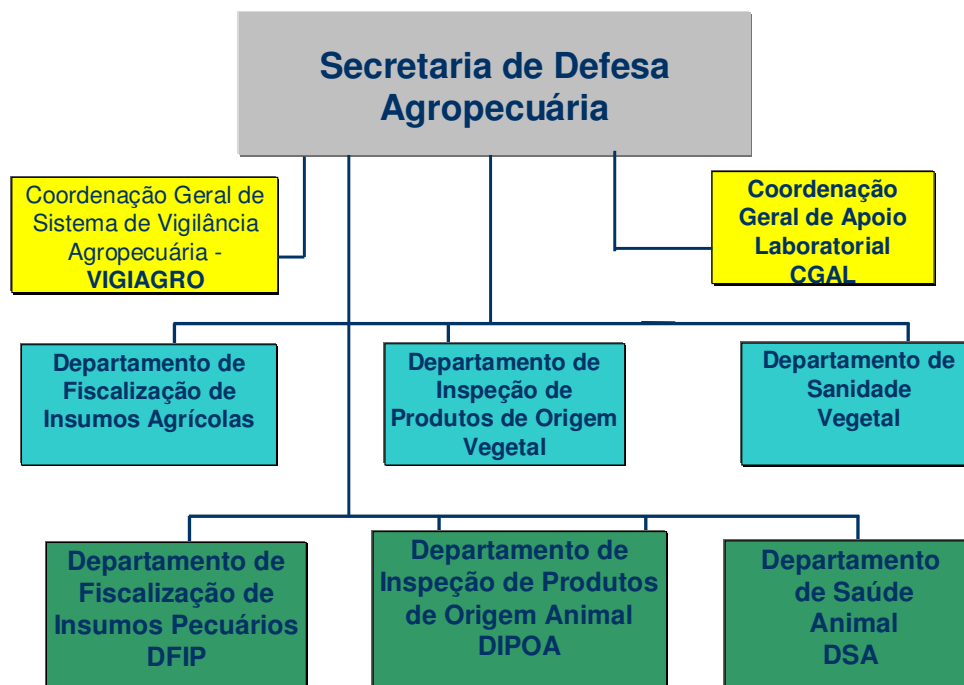 Secretaria de Defesa
Agropecuária
Coordenação Geral de
Sistema de Vigilância
Agropecuária -
VIGIAGRO
Coordenação
Geral de Apoio
Laboratorial
CGAL
Departamento de
Fiscalização de
Insumos Agrícolas
Departamento de
Inspeção de
Produtos de Origem
Vegetal
Departamento de
Sanidade
Vegetal
Departamento de
Fiscalização de
Insumos Pecuários
DFIP
Departamento de
Inspeção de Produtos
de Origem Animal
DIPOA
Departamento
de Saúde
Animal
DSA